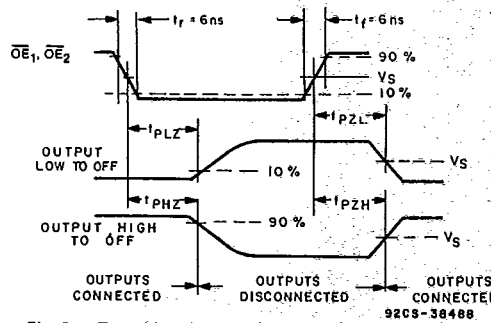 tr = 6ns
tf = 6ns
OE1, OE2
90%
VS
10%
tPLZ
tPZL
OUTPUT
LOW TO OFF
10%
VS
tPHZ
tPZH
OUTPUT, HIGH
TO OFF
90%
VS
OUTPUTS
CONNECTED
OUTPUTS
DISCONNECTED
OUTPUTS
CONNECTED
92CS-38488